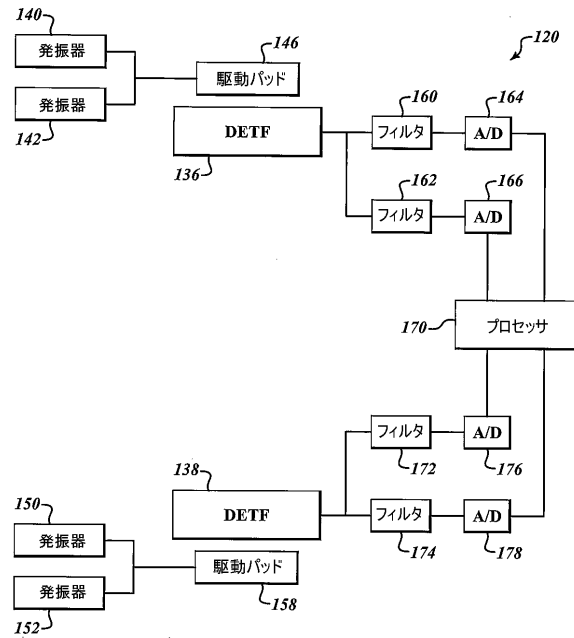 140
発振器
142
発振器
146
駆動パッド
120
DETF
136
160
フィルタ
164
A/D
162
フィルタ
166
A/D
170
プロセッサ
フィルタ
172
A/D
176
138
DETF
フィルタ
174
A/D
178
150
発振器
152
発振器
駆動パッド
158